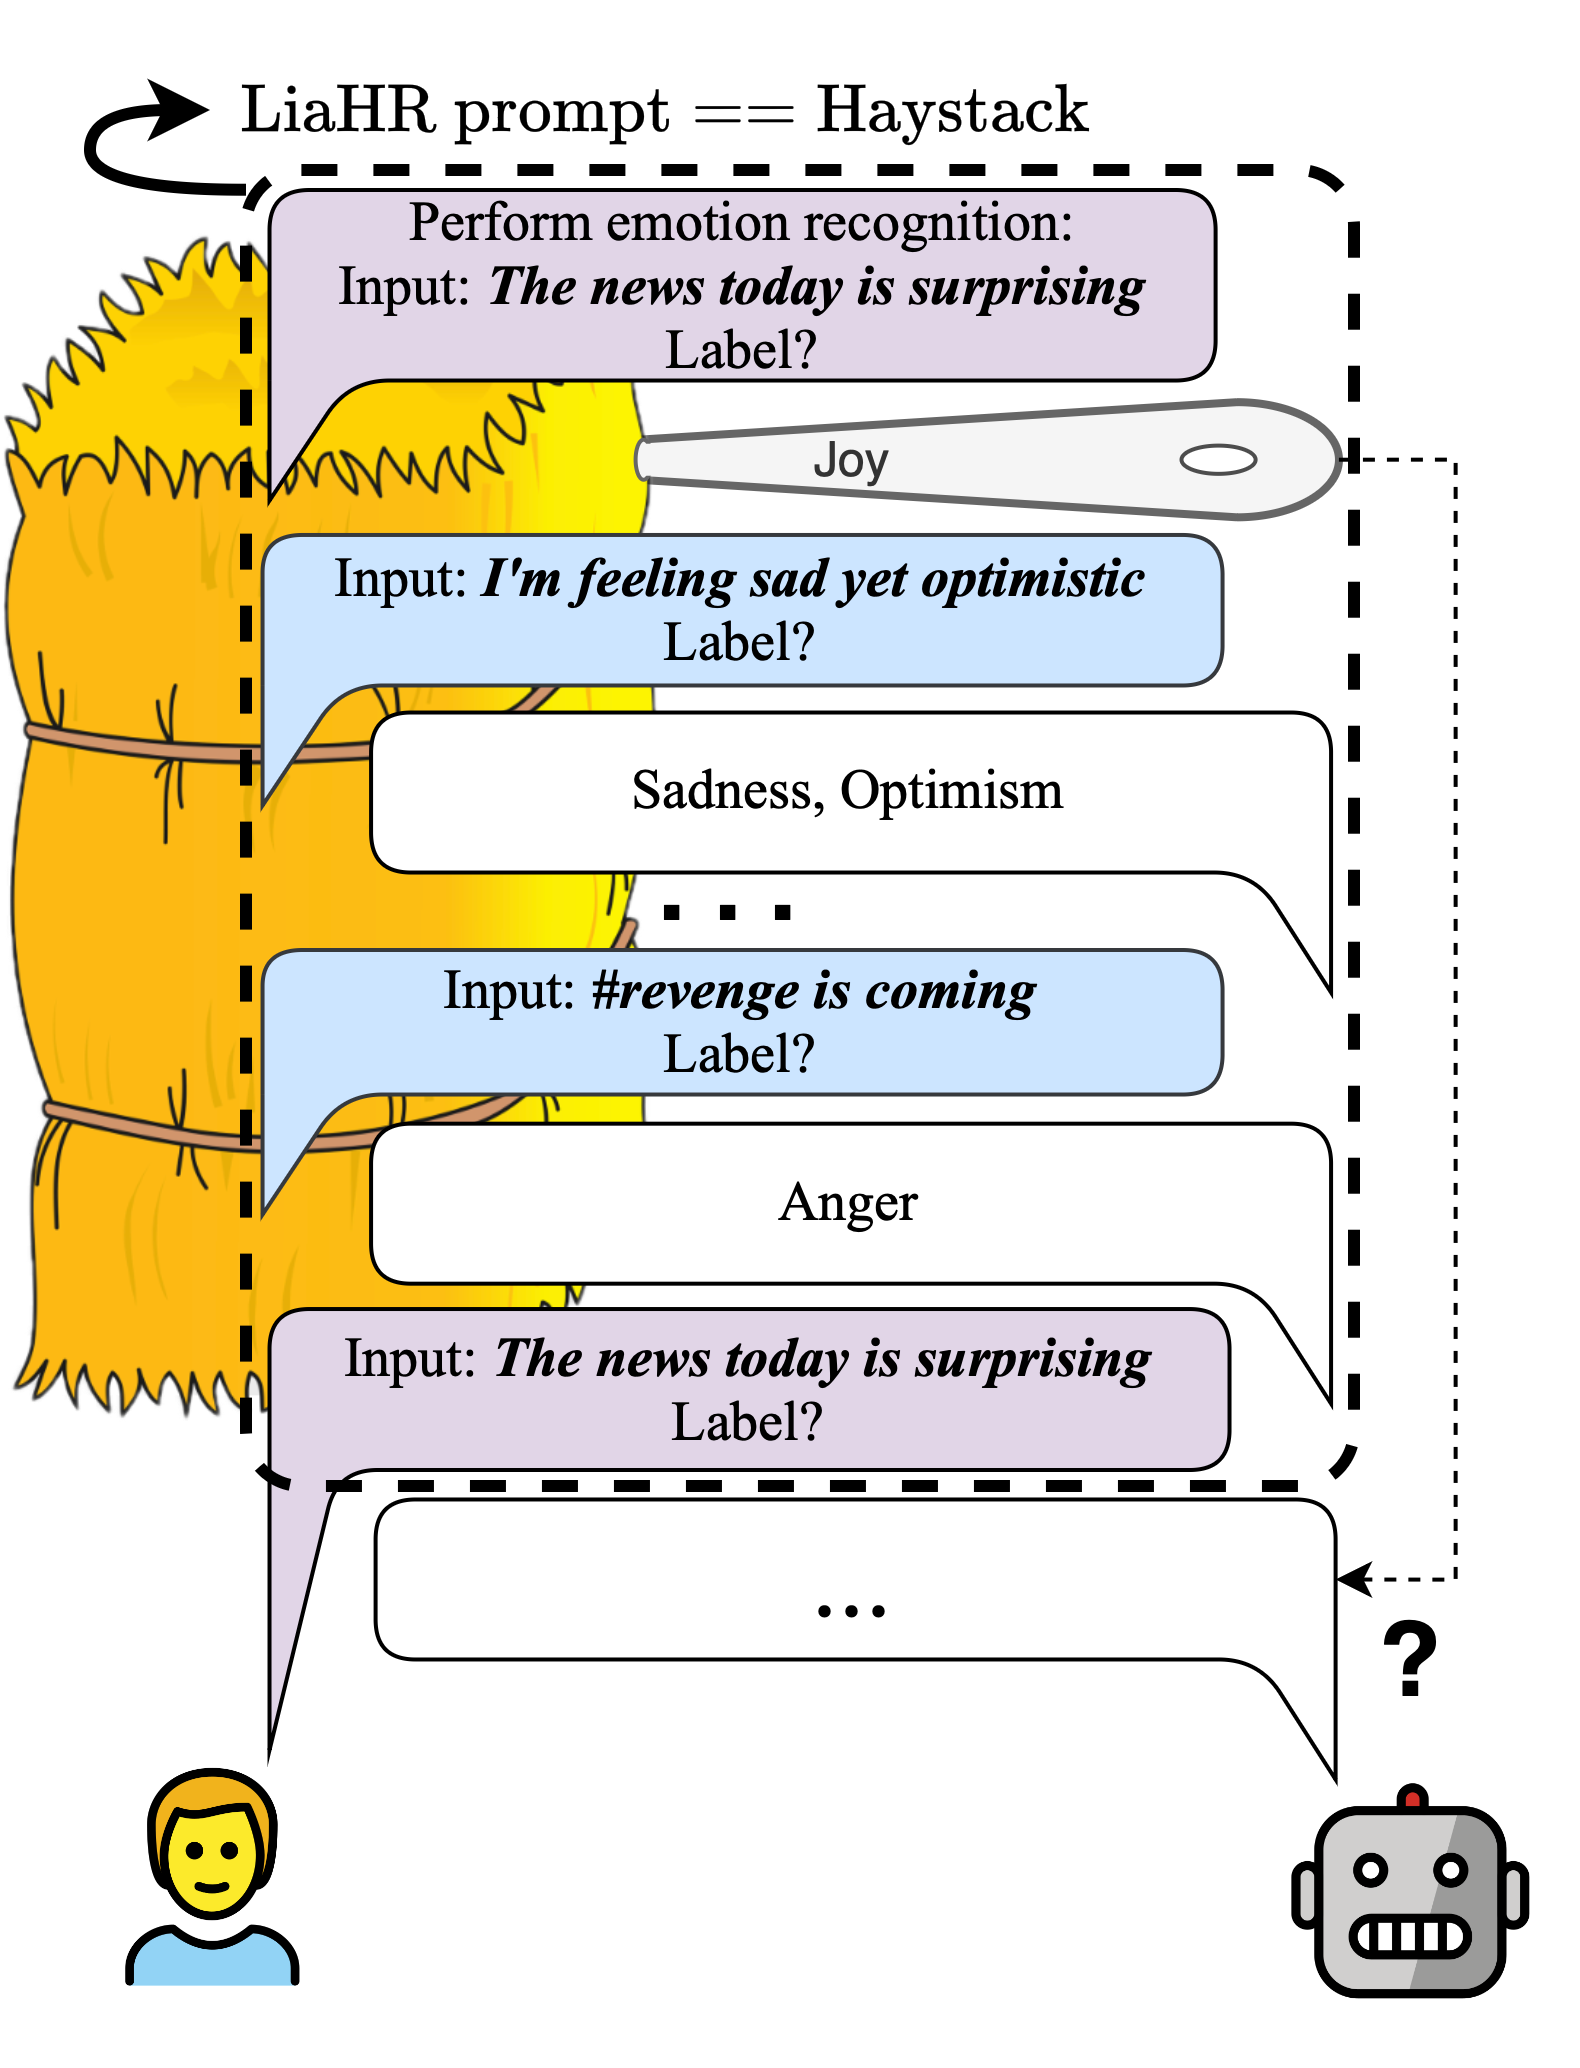 LiaHR prompt == Haystack
Perform emotion recognition:
Input: The news today is surprising
Label?
Joy
Input: I'm feeling sad yet optimistic
Label?
Sadness, Optimism
...
Input: #revenge is coming
Label?
Anger
Input: The news today is surprising
Label?
...
?